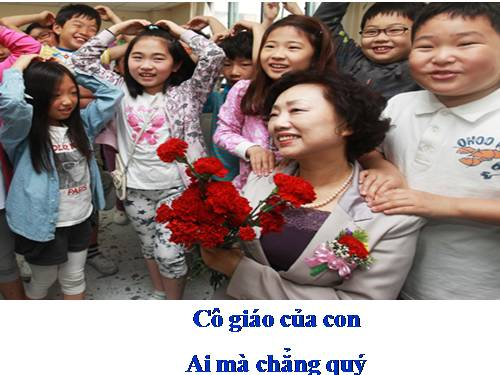 Cô giáo của con
Ai mà chẳng quý